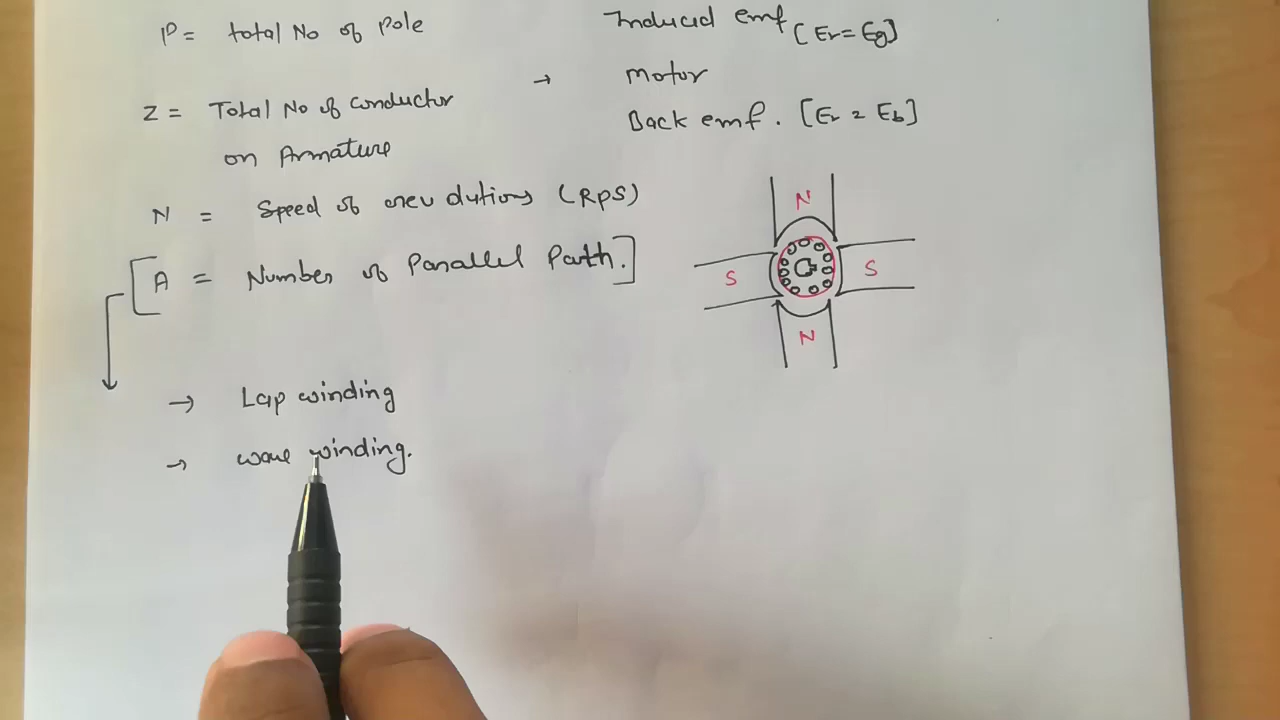 P = total No of Pole
Z = Total No of conductor
on Armature
N = Speed of revolutions (RPS)
[A = Number of Parallel Path.]
→ Lap winding
→ wave winding.
Induced emf [Er = Eg]
→ motor
Back emf. [Er = Eb]
N
S
S
N